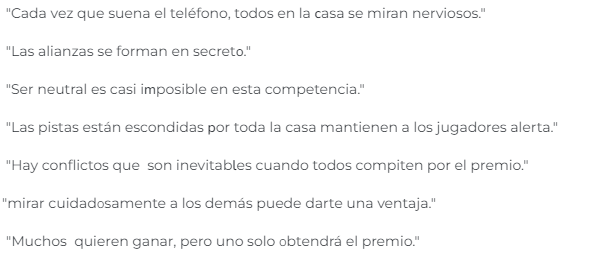 "Cada vez que suena el teléfono, todos en la casa se miran nerviosos."
"Las alianzas se forman en secreto."
"Ser neutral es casi imposible en esta competencia."
"Las pistas están escondidas por toda la casa mantienen a los jugadores alerta."
"Hay conflictos que  son inevitables cuando todos compiten por el premio."
"mirar cuidadosamente a los demás puede darte una ventaja."
"Muchos  quieren ganar, pero uno solo obtendrá el premio."